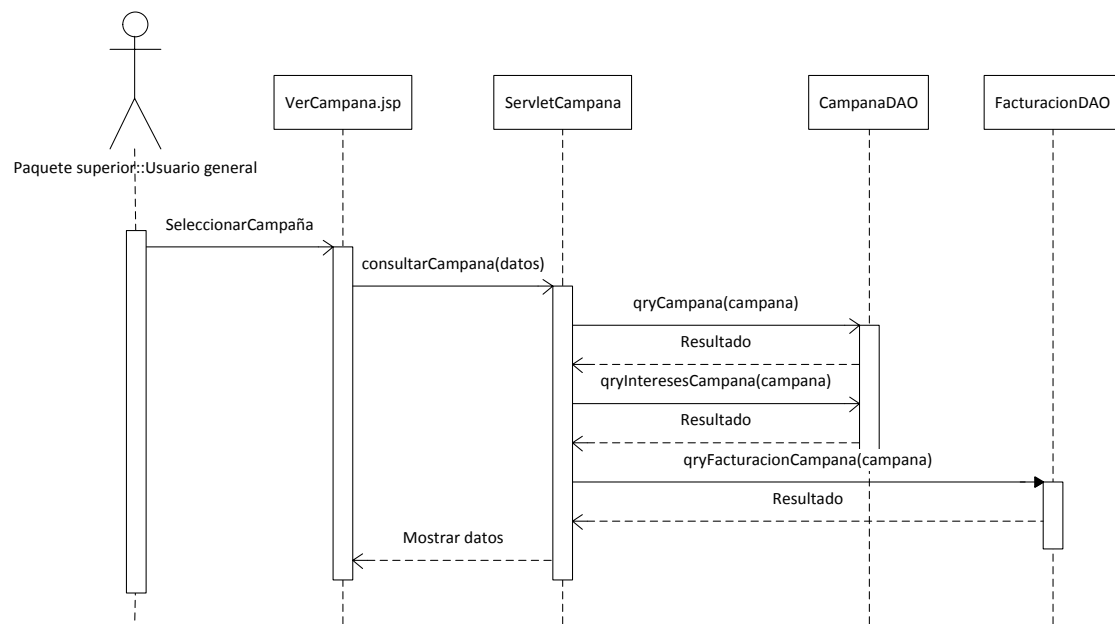 VerCampana.jsp
ServletCampana
CampanaDAO
FacturacionDAO
Paquete superior::Usuario general
SeleccionarCampaña
consultarCampana(datos)
qryCampana(campana)
Resultado
qryInteresesCampana(campana)
Resultado
qryFacturacionCampana(campana)
Resultado
Mostrar datos